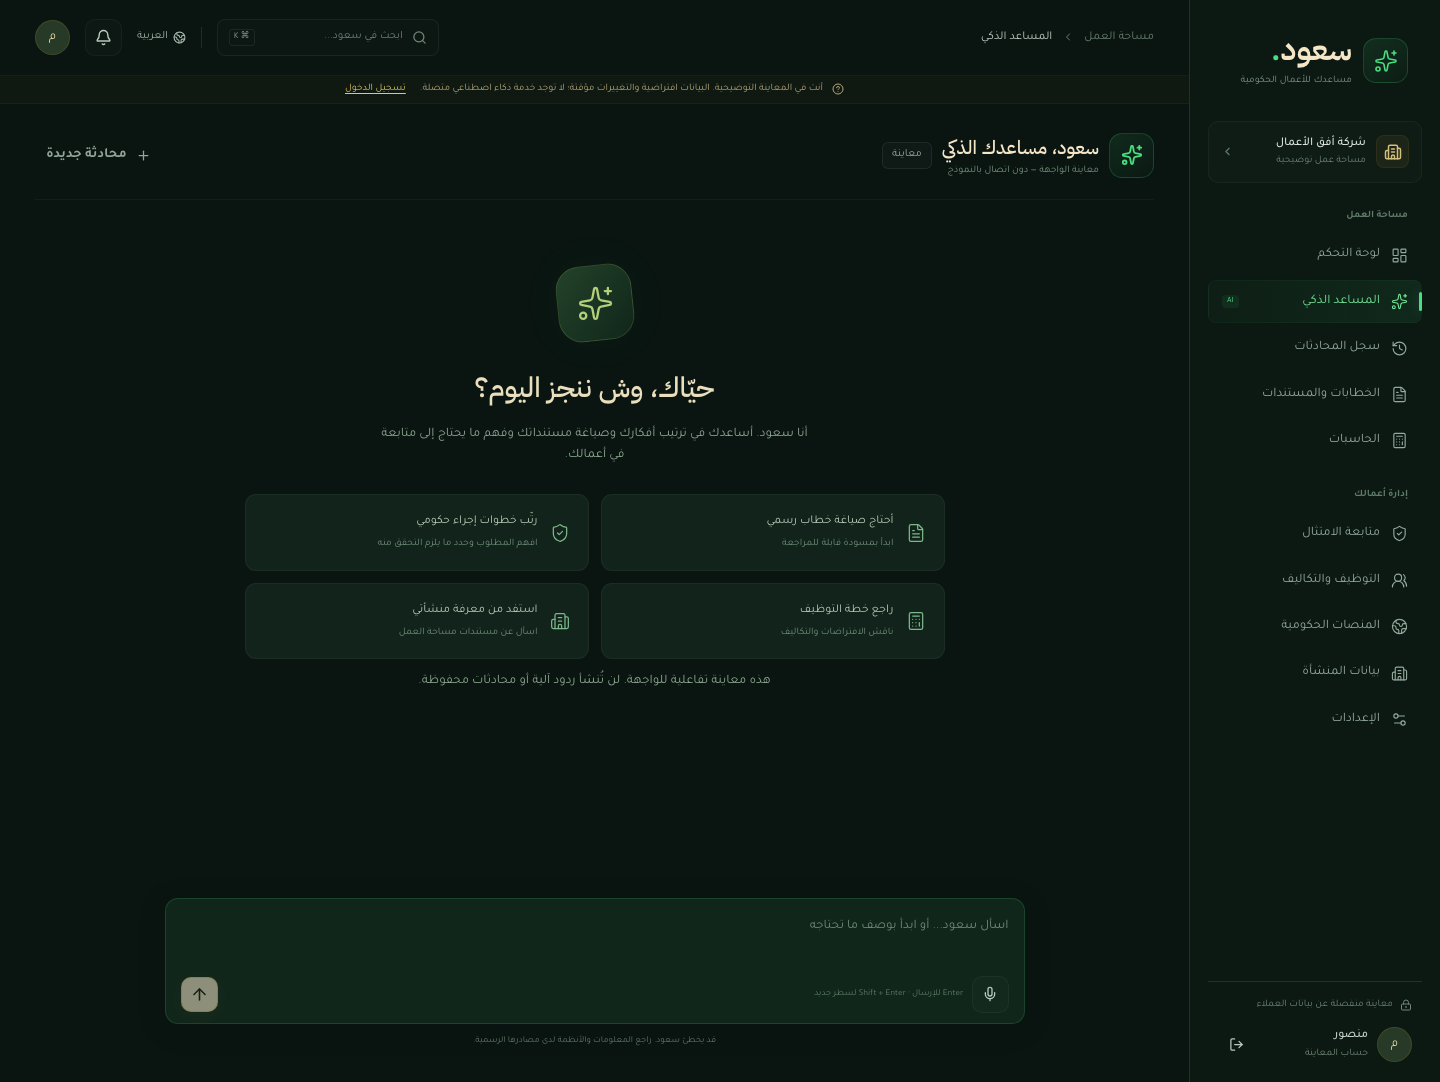 سعود.
مساعدك للأعمال الحكومية
شركة أفق الأعمال
مساحة عمل توضيحية
مساحة العمل
لوحة التحكم
المساعد الذكي
AI
سجل المحادثات
الخطابات والمستندات
الحاسبات
إدارة أعمالك
متابعة الامتثال
التوظيف والتكاليف
المنصات الحكومية
بيانات المنشأة
الإعدادات
معاينة منفصلة عن بيانات العملاء
م
منصور
حساب المعاينة
مساحة العمل
المساعد الذكي
ابحث في سعود...
⌘ K
العربية
م
أنت في المعاينة التوضيحية. البيانات افتراضية والتغييرات مؤقتة؛ لا توجد خدمة ذكاء اصطناعي متصلة. تسجيل الدخول
سعود، مساعدك الذكي
معاينة
معاينة الواجهة — دون اتصال بالنموذج
محادثة جديدة
حيّاك، وش ننجز اليوم؟
أنا سعود. أساعدك في ترتيب أفكارك وصياغة مستنداتك وفهم ما يحتاج إلى متابعة
في أعمالك.
أحتاج صياغة خطاب رسمي
ابدأ بمسودة قابلة للمراجعة
رتّب خطوات إجراء حكومي
افهم المطلوب وحدد ما يلزم التحقق منه
راجع خطة التوظيف
ناقش الافتراضات والتكاليف
استفد من معرفة منشأتي
اسأل عن مستندات مساحة العمل
هذه معاينة تفاعلية للواجهة. لن تُنشأ ردود آلية أو محادثات محفوظة.
اسأل سعود... أو ابدأ بوصف ما تحتاجه
Enter للإرسال · Shift + Enter لسطر جديد
قد يخطئ سعود. راجع المعلومات والأنظمة لدى مصادرها الرسمية.